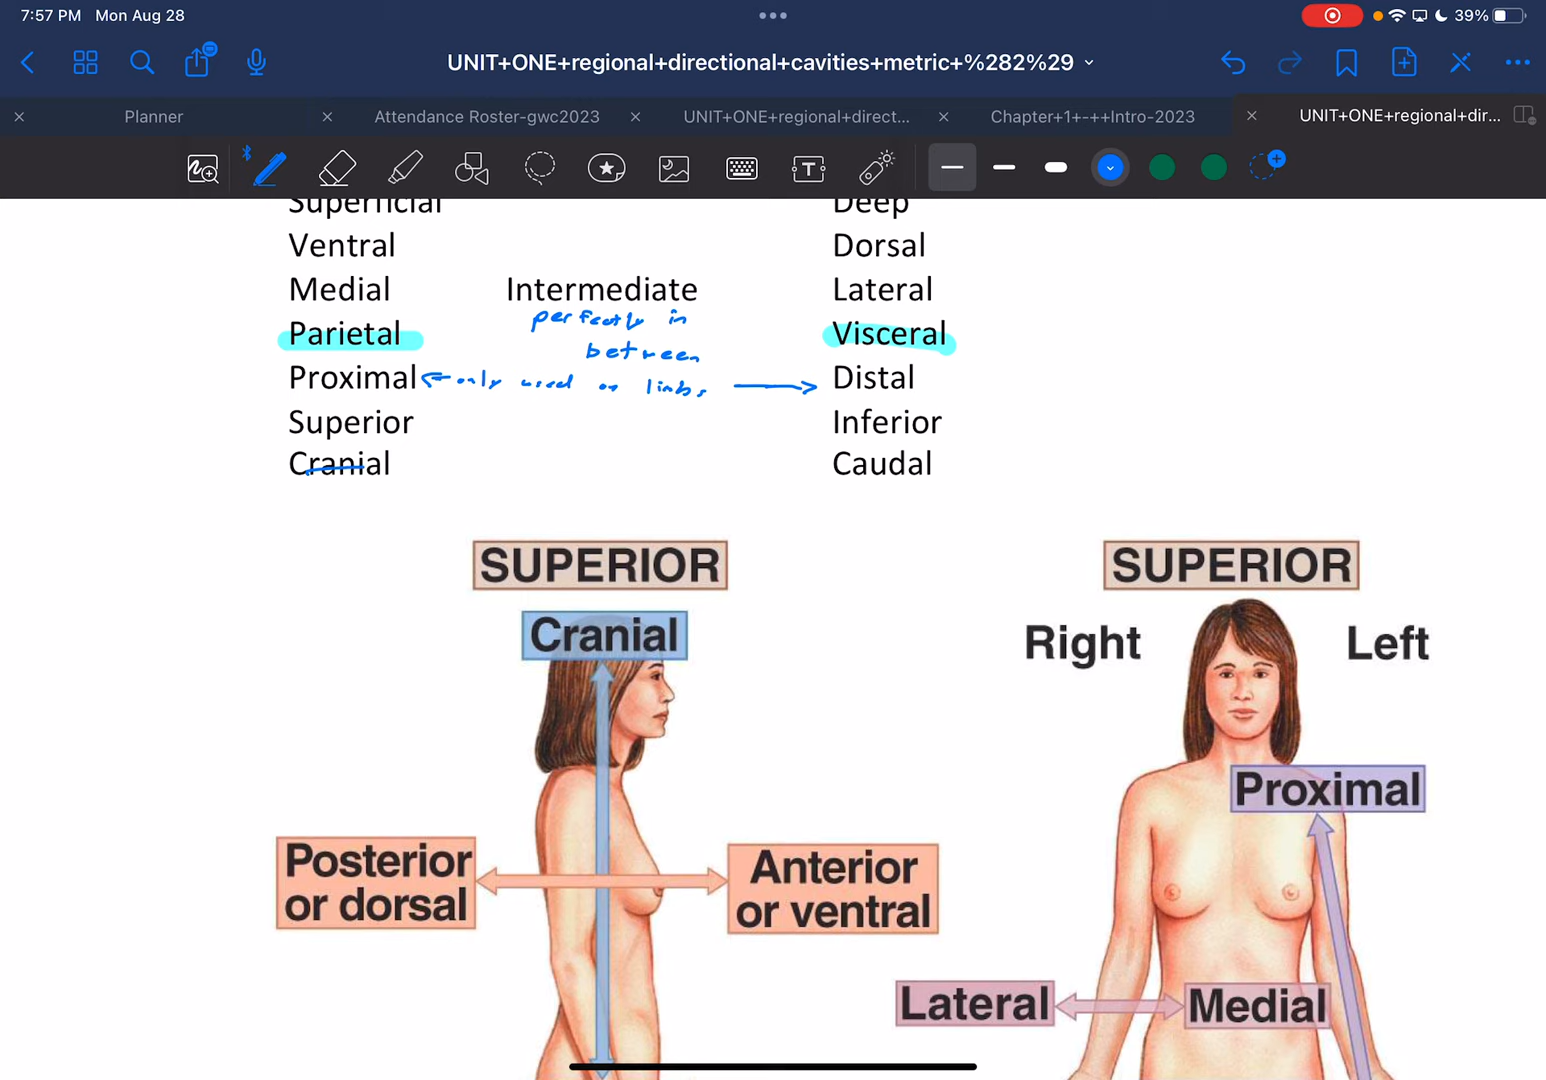 7:57 PM Mon Aug 28
39%
UNIT+ONE+regional+directional+cavities+metric+%282%29
Planner
Attendance Roster-gwc2023
UNIT+ONE+regional+direct...
Chapter+1+-++Intro-2023
UNIT+ONE+regional+dir...
Superficial Deep
Ventral Dorsal
Medial Intermediate Lateral
Parietal perfectly in Visceral
between
Proximal only used on limbs Distal
Superior Inferior
Cranial Caudal
SUPERIOR
Cranial
Posterior
or dorsal
Anterior
or ventral
SUPERIOR
Right Left
Proximal
Lateral Medial